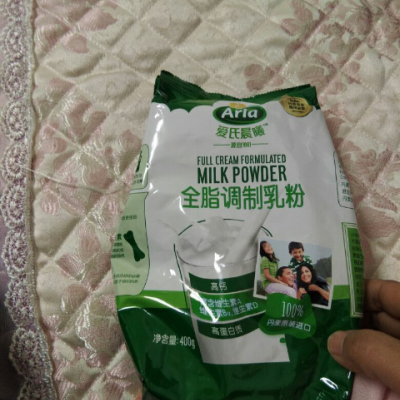 Arla
爱氏晨曦
FULL CREAM FORMULATED
MILK POWDER
全脂调制乳粉
高钙
高蛋白质
100%
丹麦原装进口
净含量:400g